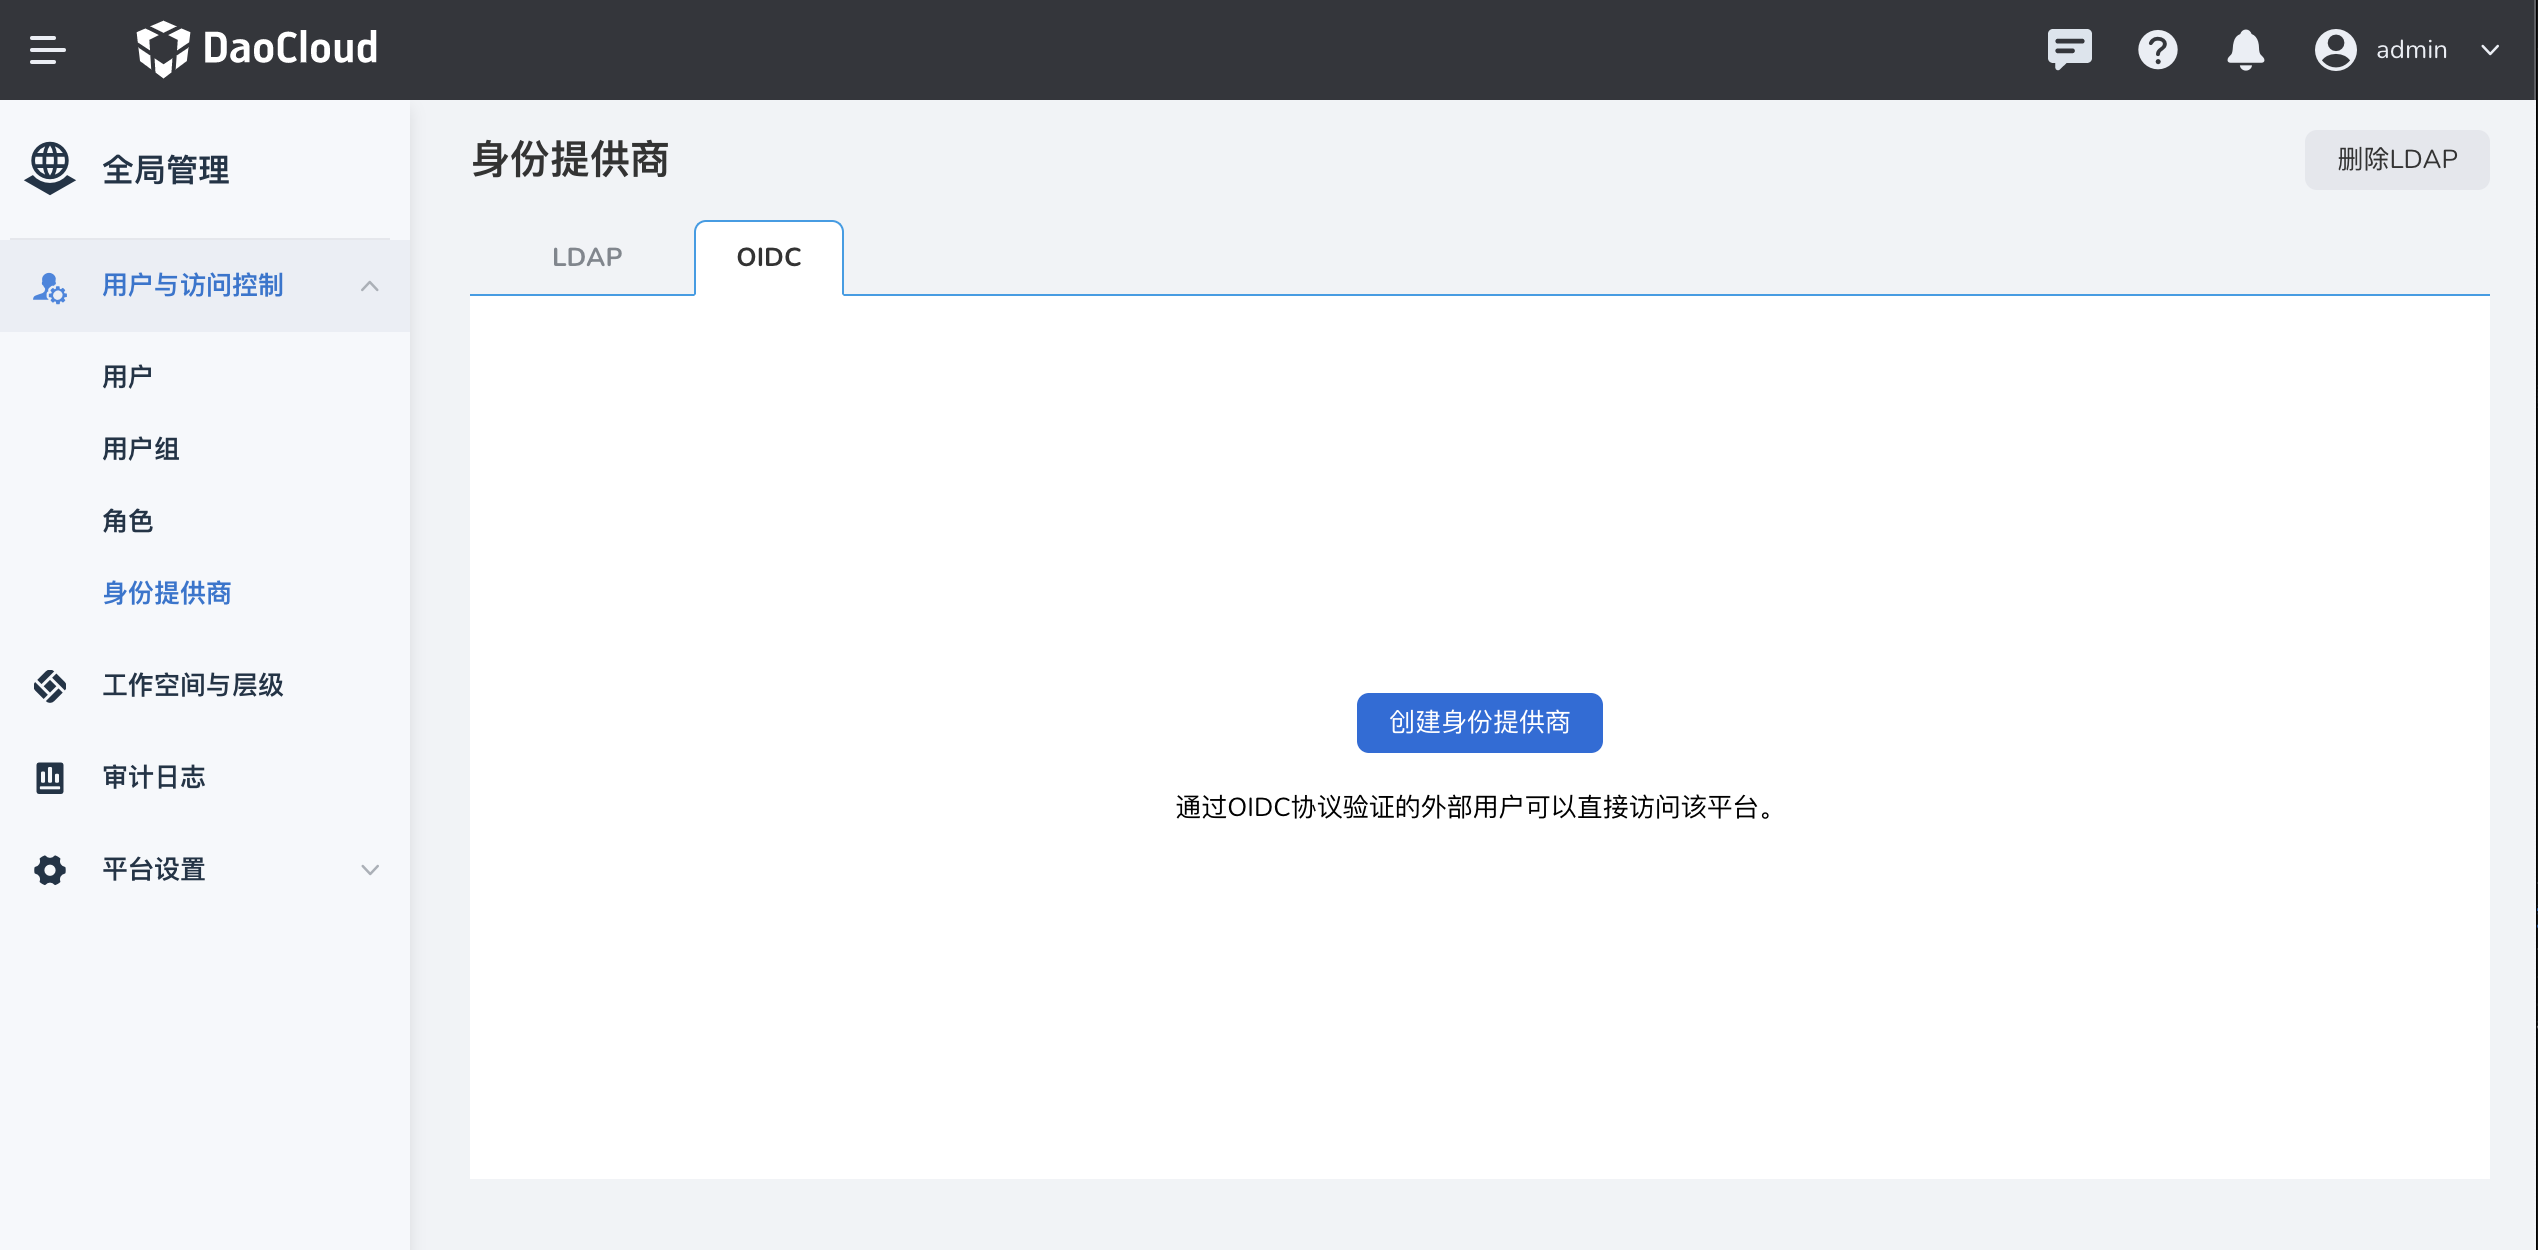 DaoCloud
admin
全局管理
用户与访问控制
用户
用户组
角色
身份提供商
工作空间与层级
审计日志
平台设置
身份提供商
删除LDAP
LDAP
OIDC
创建身份提供商
通过OIDC协议验证的外部用户可以直接访问该平台。